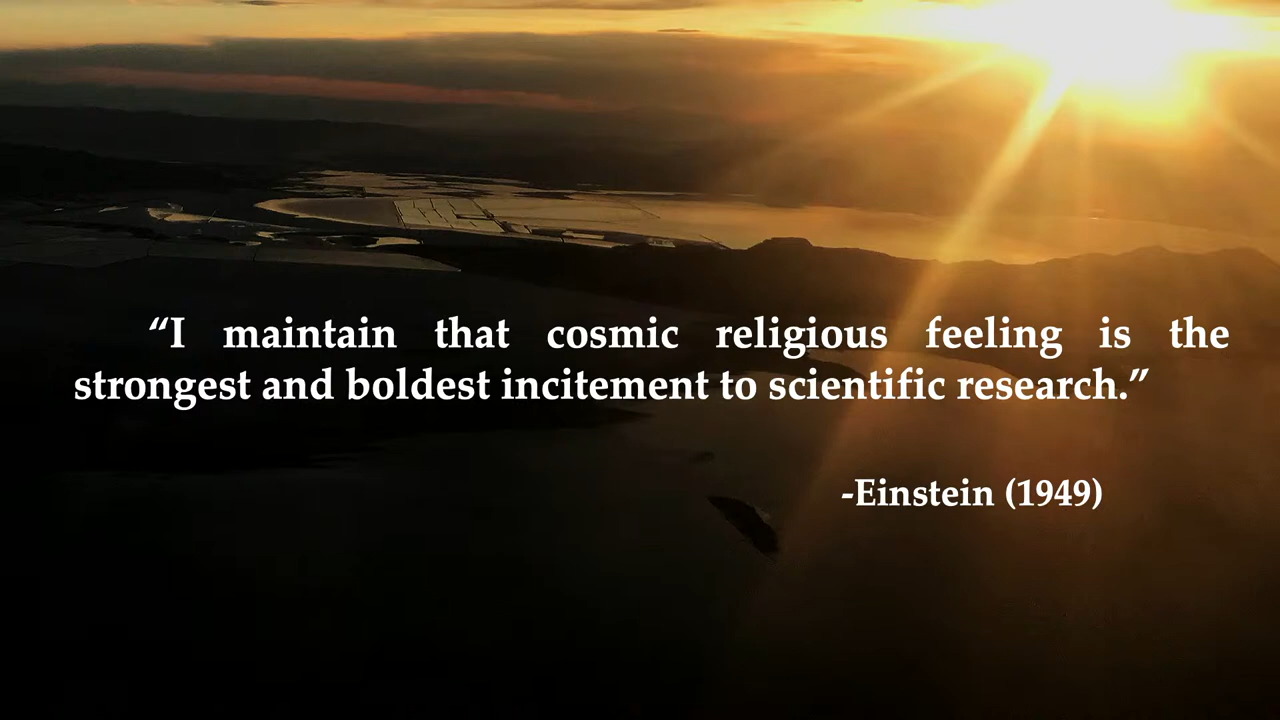 “I maintain that cosmic religious feeling is the
strongest and boldest incitement to scientific research.”
-Einstein (1949)